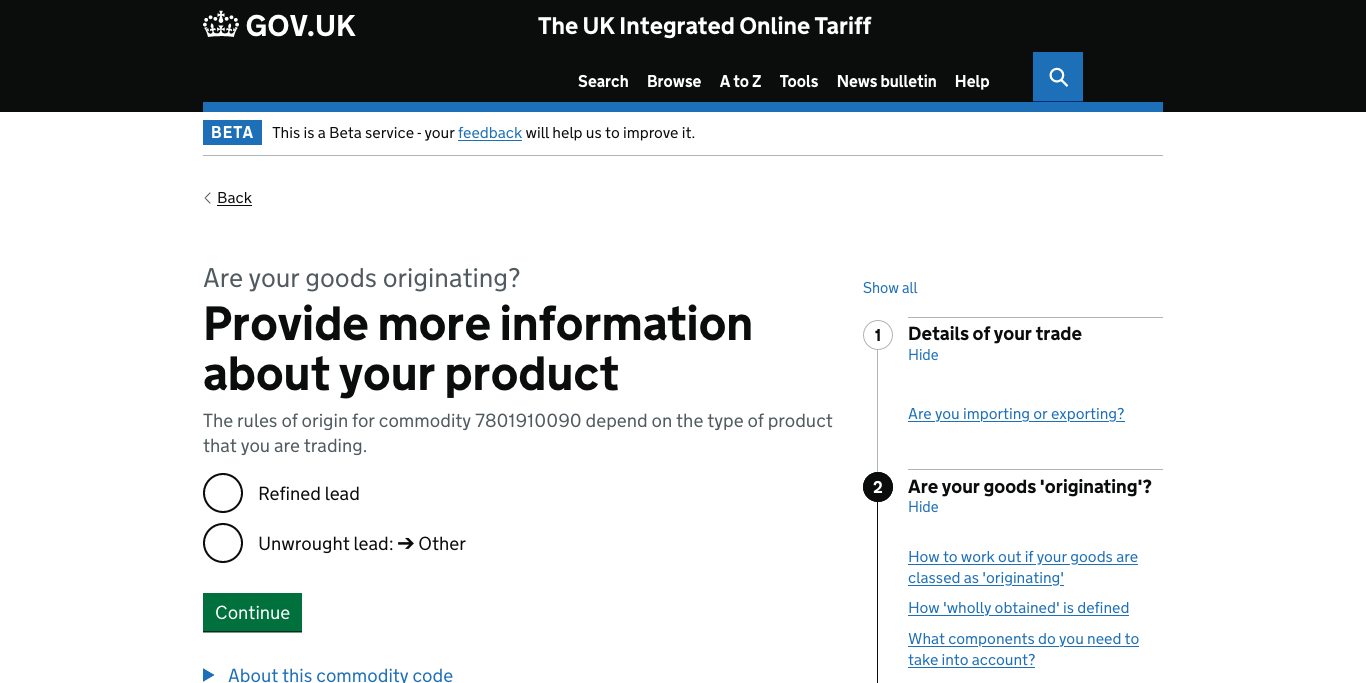 GOV.UK
The UK Integrated Online Tariff
Search Browse A to Z Tools News bulletin Help
BETA This is a Beta service - your feedback will help us to improve it.
Back
Are your goods originating?
Provide more information
about your product
The rules of origin for commodity 7801910090 depend on the type of product
that you are trading.
Refined lead
Unwrought lead: ➔ Other
Continue
About this commodity code
Show all
1 Details of your trade
Hide
Are you importing or exporting?
2 Are your goods 'originating'?
Hide
How to work out if your goods are
classed as 'originating'
How 'wholly obtained' is defined
What components do you need to
take into account?